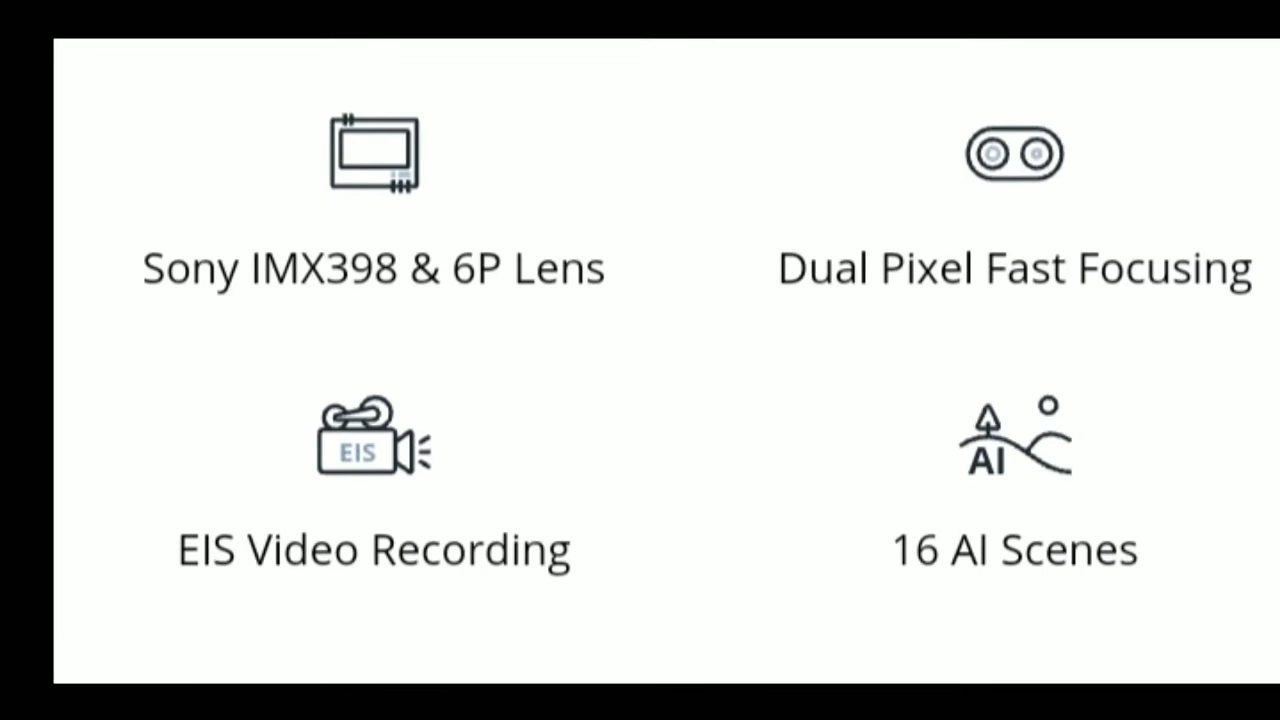 Sony IMX398 & 6P Lens
Dual Pixel Fast Focusing
EIS
EIS Video Recording
AI
16 AI Scenes